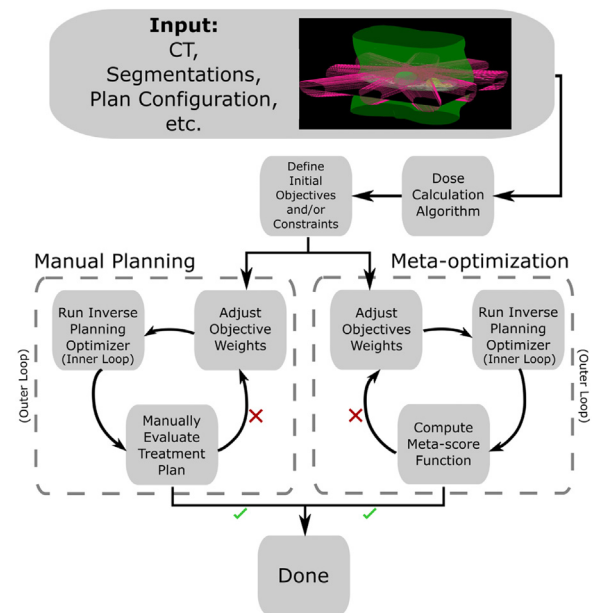 Input:
CT,
Segmentations,
Plan Configuration,
etc.
Define
Initial
Objectives
and/or
Constraints
Dose
Calculation
Algorithm
Manual Planning
Meta-optimization
(Outer Loop)
Run Inverse
Planning
Optimizer
(Inner Loop)
Adjust
Objective
Weights
Manually
Evaluate
Treatment
Plan
Adjust
Objectives
Weights
Run Inverse
Planning
Optimizer
(Inner Loop)
Compute
Meta-score
Function
(Outer Loop)
Done